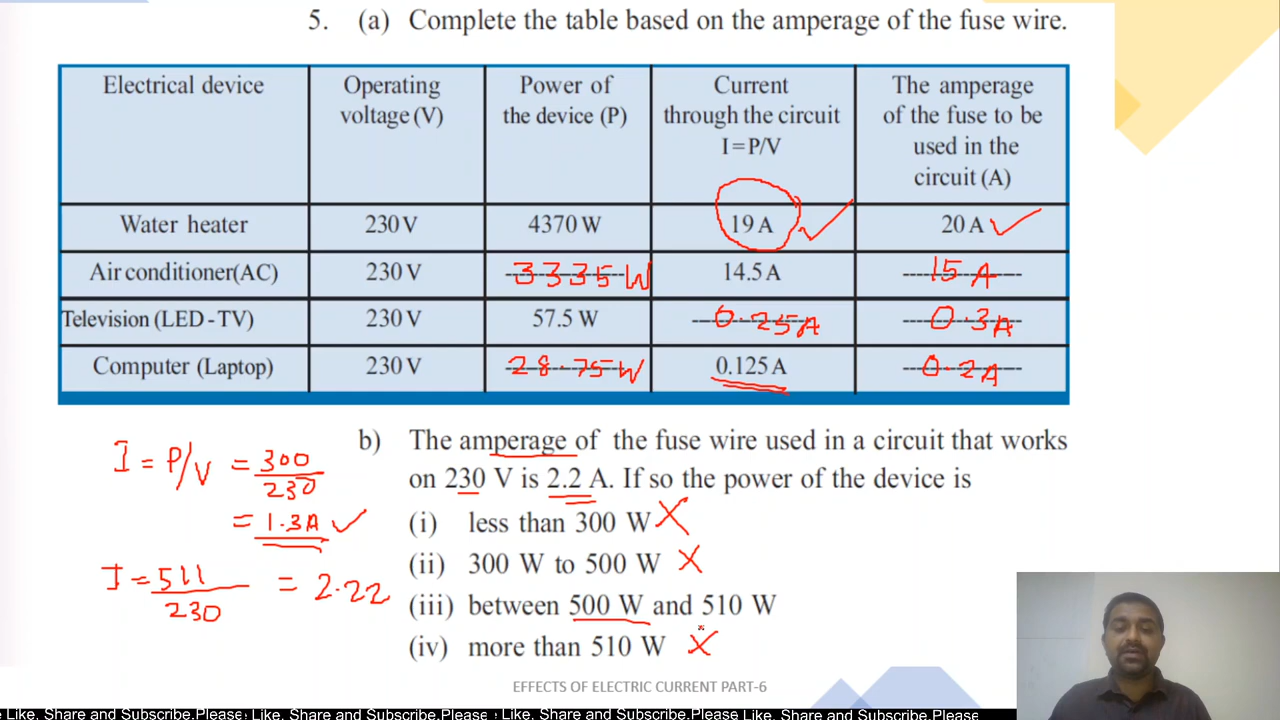 5. (a) Complete the table based on the amperage of the fuse wire.
Electrical device Operating voltage (V) Power of the device (P) Current through the circuit I=P/V The amperage of the fuse to be used in the circuit (A)
Water heater 230 V 4370 W 19 A 20 A
Air conditioner(AC) 230 V 3335 W 14.5 A 15 A
Television (LED - TV) 230 V 57.5 W 0.25A 0.3A
Computer (Laptop) 230 V 28.75W 0.125 A 0.2A
b) The amperage of the fuse wire used in a circuit that works
on 230 V is 2.2 A. If so the power of the device is
(i) less than 300 W
(ii) 300 W to 500 W
(iii) between 500 W and 510 W
(iv) more than 510 W
I = P/V = 300/230
= 1.3A
I = 511/230 = 2.22
EFFECTS OF ELECTRIC CURRENT PART-6
Like, Share and Subscribe.Please Like, Share and Subscribe.Please Like, Share and Subscribe.Please Like, Share and Subscribe.Please